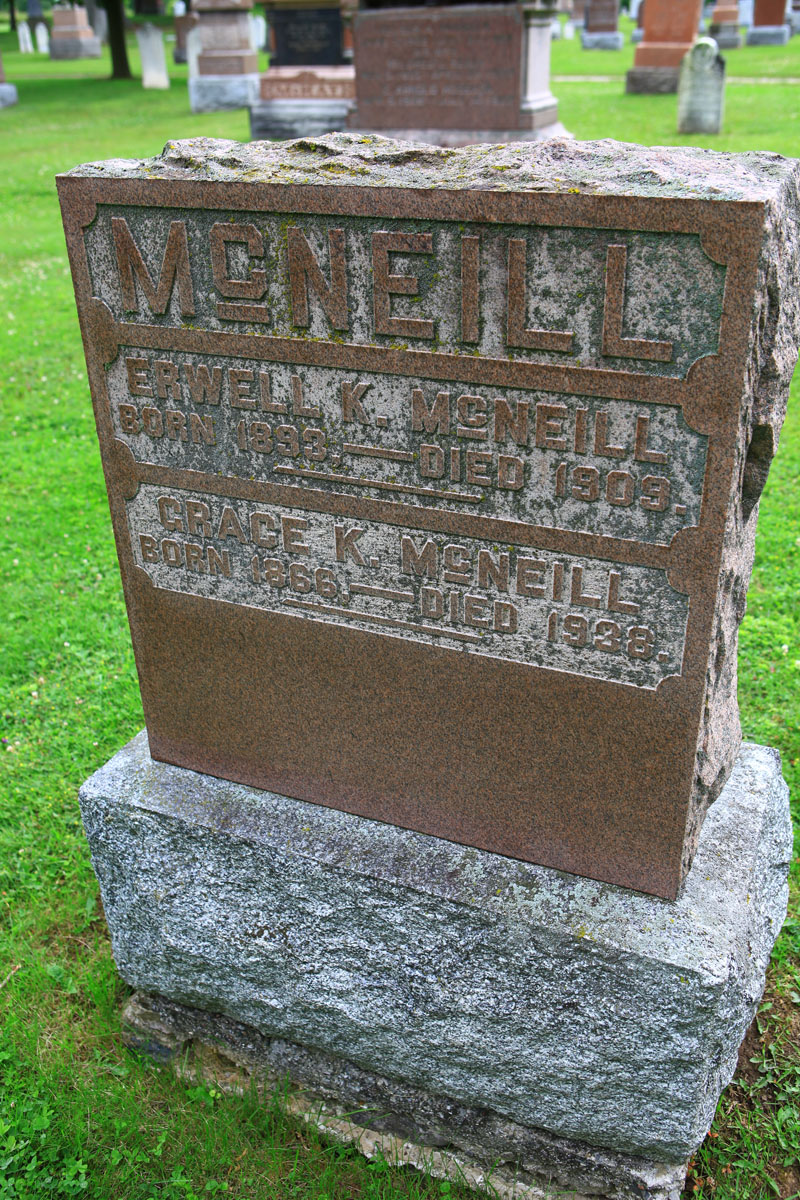 McNEILL
ERWELL K. McNEILL
BORN 1893.—DIED 1909.
GRACE K. McNEILL
BORN 1866.—DIED 1938.